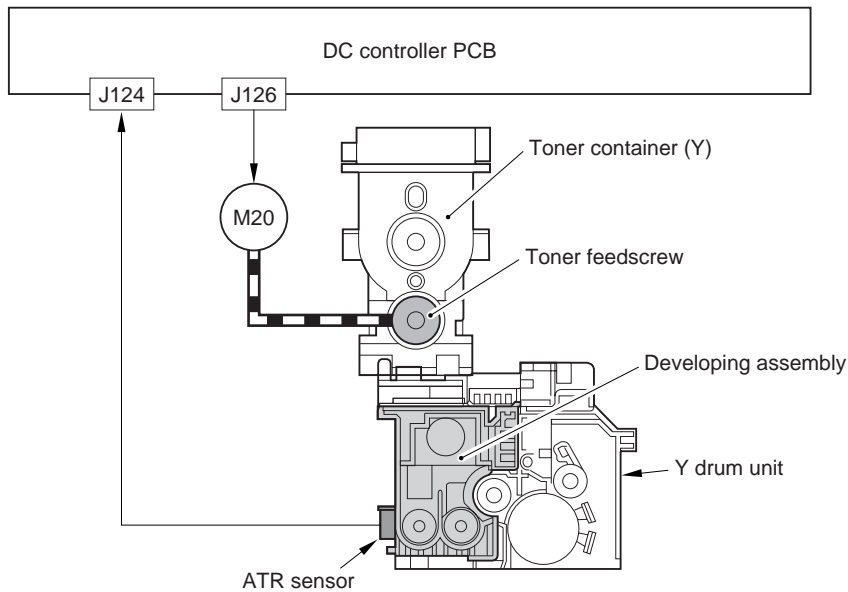 DC controller PCB
J124
J126
Toner container (Y)
M20
Toner feedscrew
Developing assembly
Y drum unit
ATR sensor